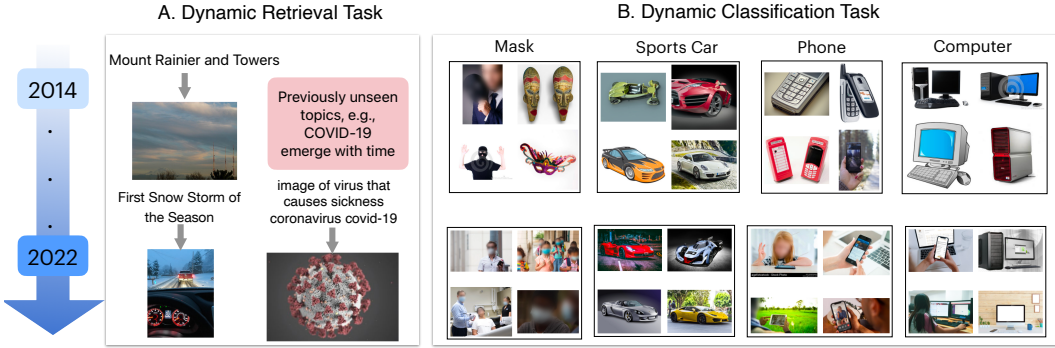 A. Dynamic Retrieval Task
B. Dynamic Classification Task
2014
2022
Mount Rainier and Towers
Previously unseen
topics, e.g.,
COVID-19
emerge with time
First Snow Storm of
the Season
image of virus that
causes sickness
coronavirus covid-19
Mask
Sports Car
Phone
Computer